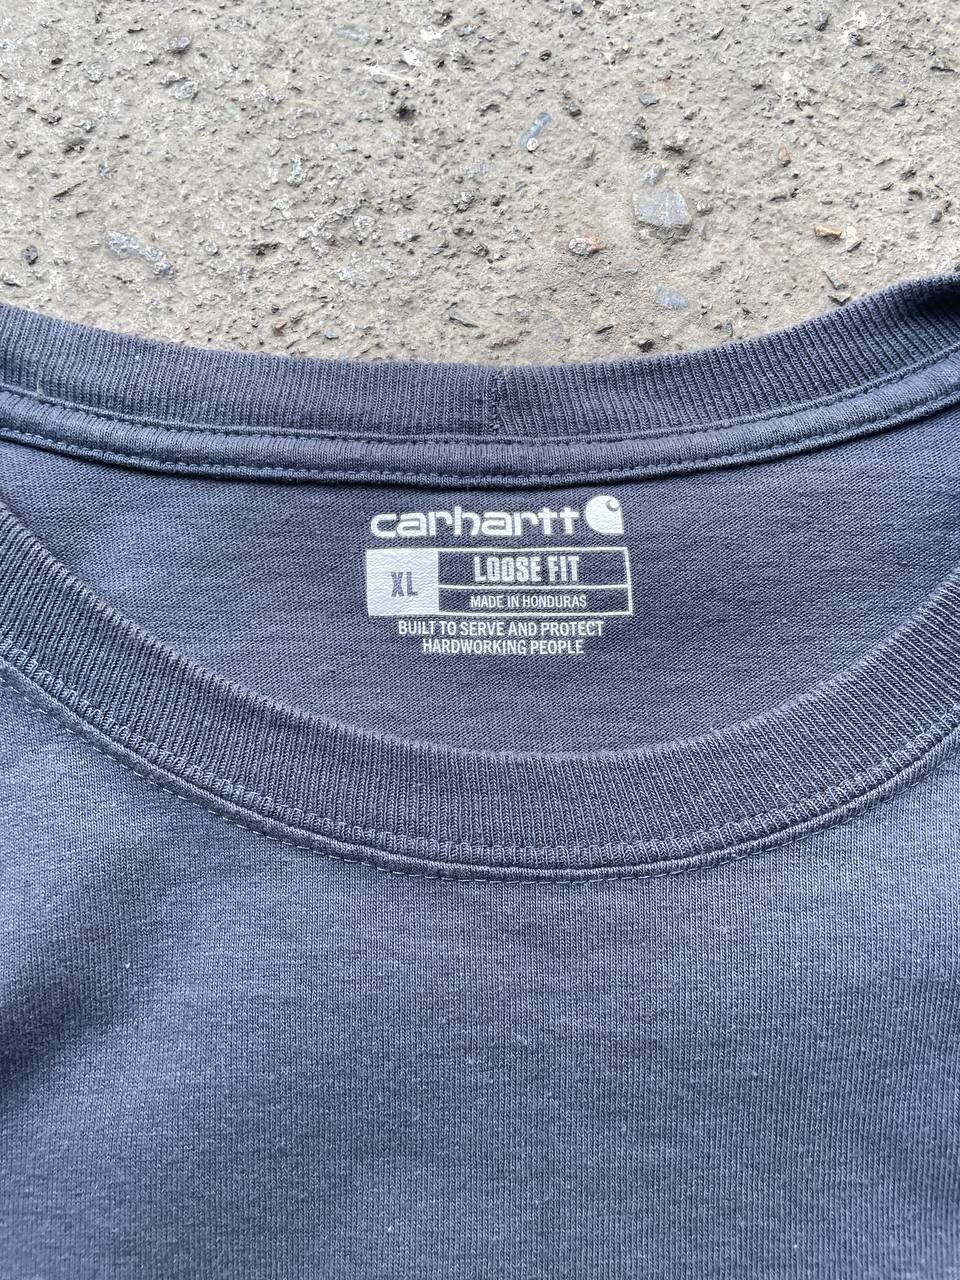 carhartt
XL
LOOSE FIT
MADE IN HONDURAS
BUILT TO SERVE AND PROTECT
HARDWORKING PEOPLE